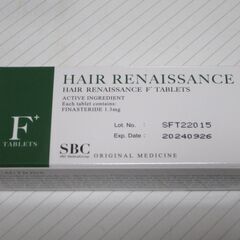 HAIR RENAISSANCE
HAIR RENAISSANCE F⁺ TABLETS
ACTIVE INGREDIENT
Each tablet contains:
FINASTERIDE 1.3mg
Lot No. : SFT22015
Exp. Date : 20240926
F⁺
TABLETS
SBC
ORIGINAL MEDICINE